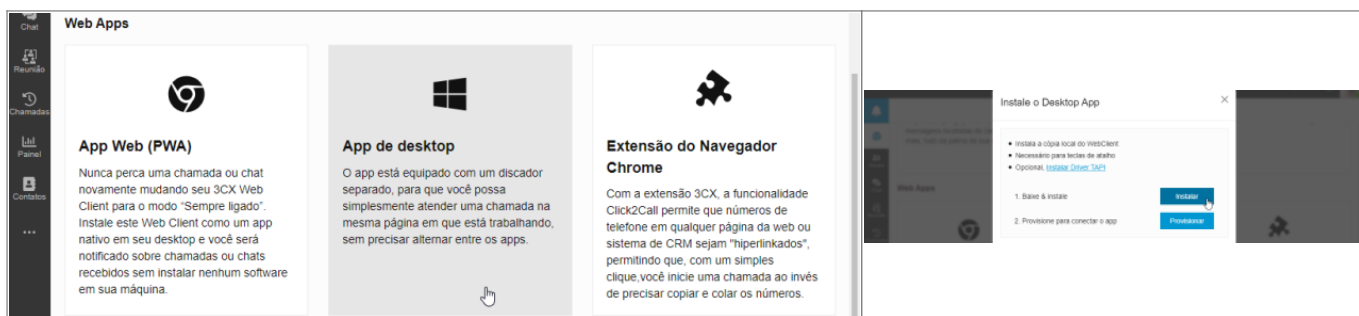 Chat
Reunião
Chamadas
Painel
Contatos
Web Apps
App Web (PWA)
Nunca perca uma chamada ou chat
novamente mudando seu 3CX Web
Client para o modo “Sempre ligado”.
Instale este Web Client como um app
nativo em seu desktop e você será
notificado sobre chamadas ou chats
recebidos sem instalar nenhum software
em sua máquina.
App de desktop
O app está equipado com um discador
separado, para que você possa
simplesmente atender uma chamada na
mesma página em que está trabalhando,
sem precisar alternar entre os apps.
Extensão do Navegador
Chrome
Com a extensão 3CX, a funcionalidade
Click2Call permite que números de
telefone em qualquer página da web ou
sistema de CRM sejam "hiperlinkados",
permitindo que, com um simples
clique,você inicie uma chamada ao invés
de precisar copiar e colar os números.
Instale o Desktop App
Instala a cópia local do WebClient
Necessário para teclas de atalho
Opcional, Instalar Driver TAPI
1. Baixe & instale
Instalar
2. Provisione para conectar o app
Provisionar
Web Apps